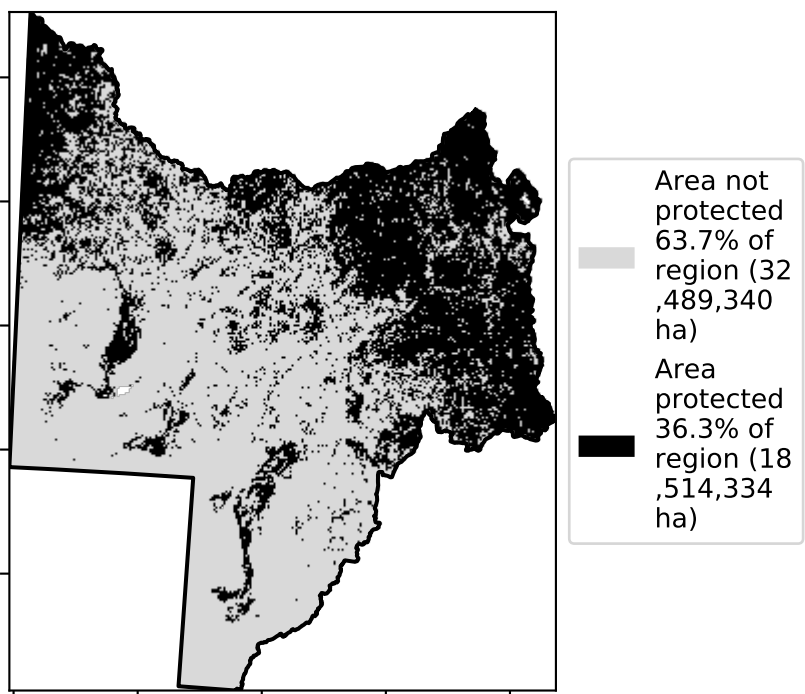 Area not
protected
63.7% of
region (32
,489,340
ha)
Area
protected
36.3% of
region (18
,514,334
ha)